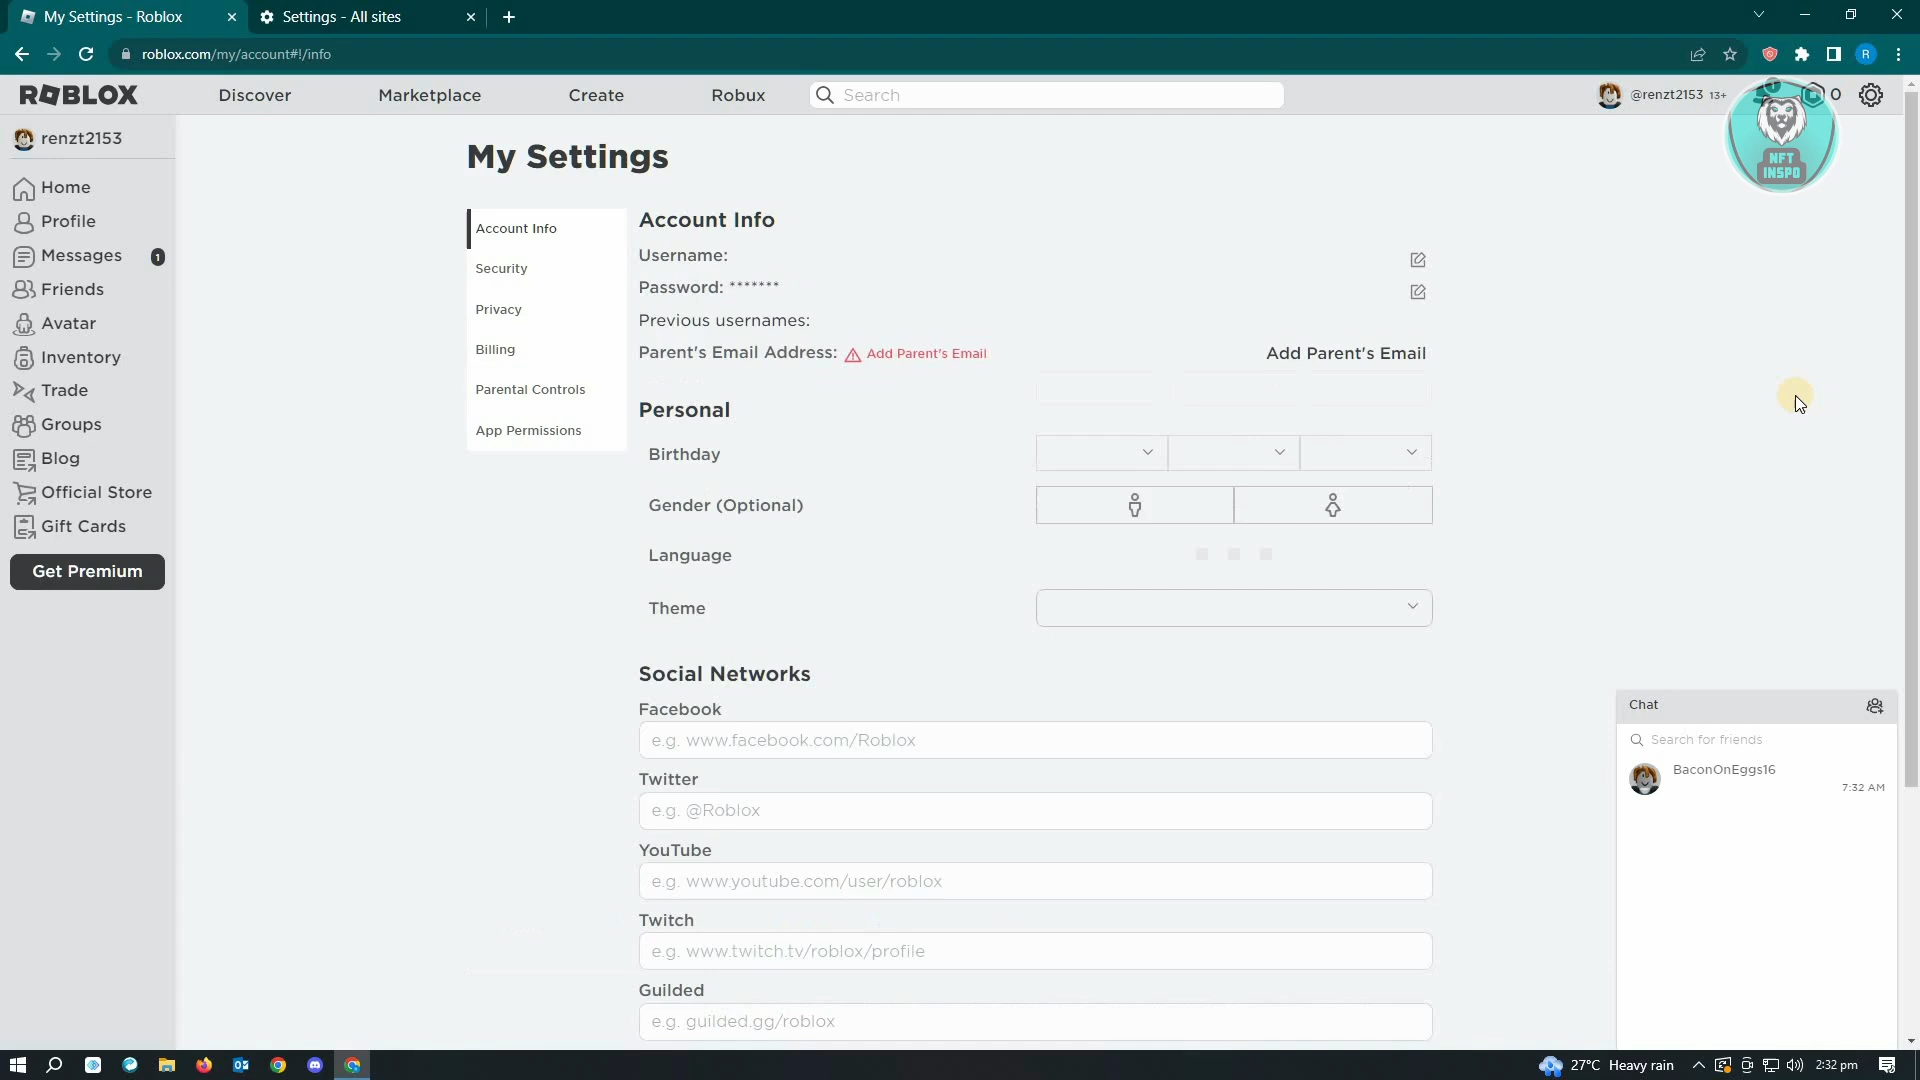 My Settings - Roblox
Settings - All sites
roblox.com/my/account#!/info
R
ROBLOX
Discover
Marketplace
Create
Robux
Search
@renzt2153 13+
1
0
NFT
INSPO
renzt2153
Home
Profile
Messages 1
Friends
Avatar
Inventory
Trade
Groups
Blog
Official Store
Gift Cards
Get Premium
My Settings
Account Info
Security
Privacy
Billing
Parental Controls
App Permissions
Account Info
Username:
Password: *******
Previous usernames:
Parent's Email Address: Add Parent's Email Add Parent's Email
Personal
Birthday
Gender (Optional)
Language
Theme
Social Networks
Facebook
e.g. www.facebook.com/Roblox
Twitter
e.g. @Roblox
YouTube
e.g. www.youtube.com/user/roblox
Twitch
e.g. www.twitch.tv/roblox/profile
Guilded
e.g. guilded.gg/roblox
Chat
Search for friends
BaconOnEggs16
7:32 AM
27°C Heavy rain
2:32 pm